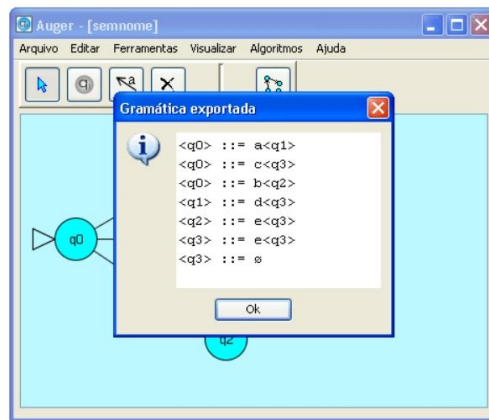 Auger - [semnome]
Arquivo Editar Ferramentas Visualizar Algoritmos Ajuda
q
a
Gramática exportada
<q0> ::= a<q1>
<q0> ::= c<q3>
<q0> ::= b<q2>
<q1> ::= d<q3>
<q2> ::= e<q3>
<q3> ::= e<q3>
<q3> ::= ø
q0
Ok
q2